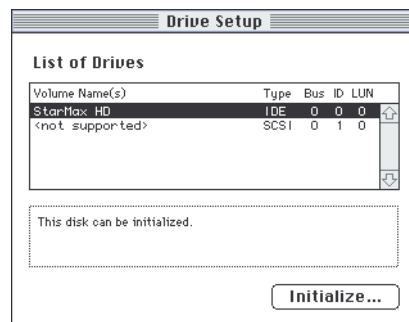 Drive Setup
List of Drives
Volume Name(s) Type Bus ID LUN
StarMax HD IDE 0 0 0
<not supported> SCSI 0 1 0
This disk can be initialized.
Initialize...